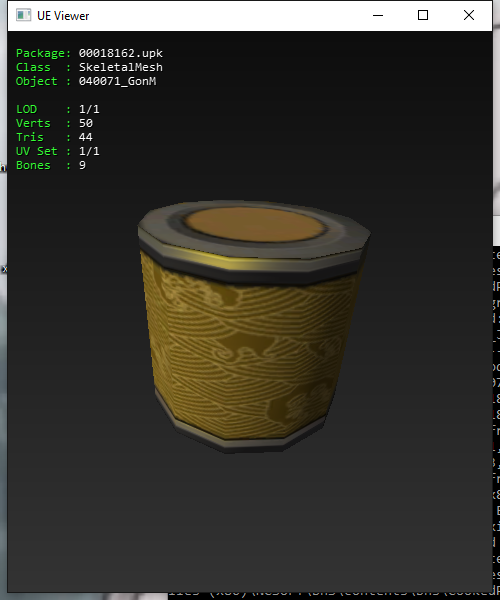 UE Viewer
Package: 00018162.upk
Class : SkeletalMesh
Object : 040071_GonM
LOD : 1/1
Verts : 50
Tris : 44
UV Set : 1/1
Bones : 9